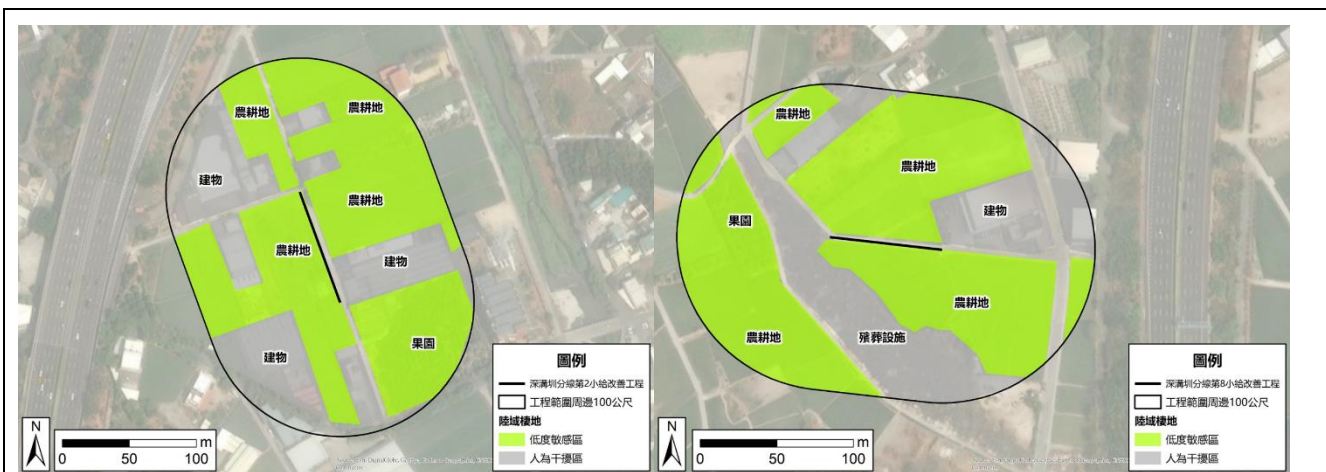 農耕地
農耕地
建物
農耕地
農耕地
建物
建物
果園
圖例
深溝圳分線第2小給改善工程
工程範圍周邊100公尺
陸域棲地
低度敏感區
人為干擾區
N
m
0 50 100
農耕地
農耕地
果園
建物
農耕地
農耕地
殯葬設施
圖例
深溝圳分線第8小給改善工程
工程範圍周邊100公尺
陸域棲地
低度敏感區
人為干擾區
N
m
0 50 100